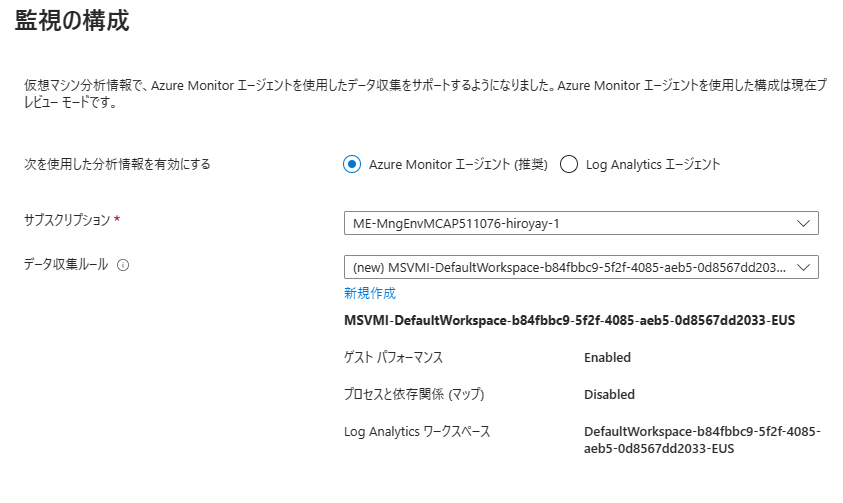 監視の構成
仮想マシン分析情報で、Azure Monitor エージェントを使用したデータ収集をサポートするようになりました。Azure Monitor エージェントを使用した構成は現在プ
レビュー モードです。
次を使用した分析情報を有効にする
Azure Monitor エージェント (推奨)
Log Analytics エージェント
サブスクリプション *
ME-MngEnvMCAP511076-hiroyay-1
データ収集ルール
(new) MSVMI-DefaultWorkspace-b84fbbc9-5f2f-4085-aeb5-0d8567dd203...
新規作成
MSVMI-DefaultWorkspace-b84fbbc9-5f2f-4085-aeb5-0d8567dd2033-EUS
ゲスト パフォーマンス
Enabled
プロセスと依存関係 (マップ)
Disabled
Log Analytics ワークスペース
DefaultWorkspace-b84fbbc9-5f2f-4085-
aeb5-0d8567dd2033-EUS